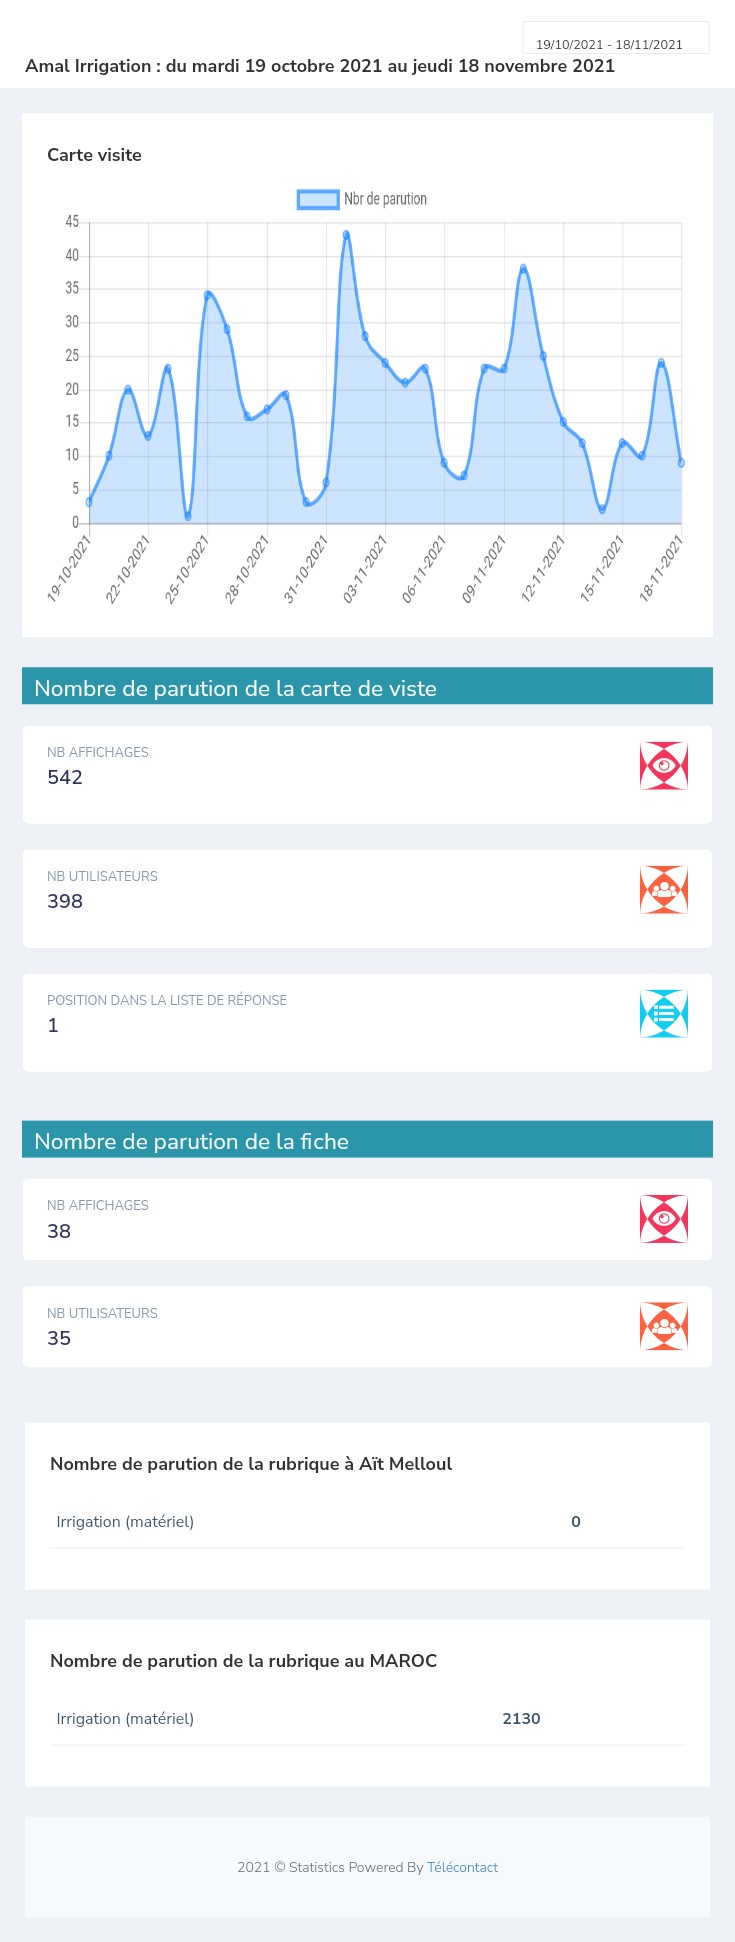 19/10/2021 - 18/11/2021
Amal Irrigation : du mardi 19 octobre 2021 au jeudi 18 novembre 2021
Carte visite
Nbr de parution
45
40
35
30
25
20
15
10
5
0
19-10-2021 22-10-2021 25-10-2021 28-10-2021 31-10-2021 03-11-2021 06-11-2021 09-11-2021 12-11-2021 15-11-2021 18-11-2021
Nombre de parution de la carte de viste
NB AFFICHAGES
542
NB UTILISATEURS
398
POSITION DANS LA LISTE DE RÉPONSE
1
Nombre de parution de la fiche
NB AFFICHAGES
38
NB UTILISATEURS
35
Nombre de parution de la rubrique à Aït Melloul
Irrigation (matériel) 0
Nombre de parution de la rubrique au MAROC
Irrigation (matériel) 2130
2021 © Statistics Powered By Télécontact